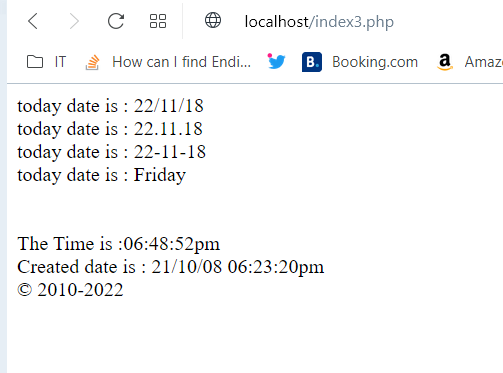 localhost/index3.php
IT How can I find Endi... B. Booking.com a Amaz
today date is : 22/11/18
today date is : 22.11.18
today date is : 22-11-18
today date is : Friday
The Time is :06:48:52pm
Created date is : 21/10/08 06:23:20pm
© 2010-2022